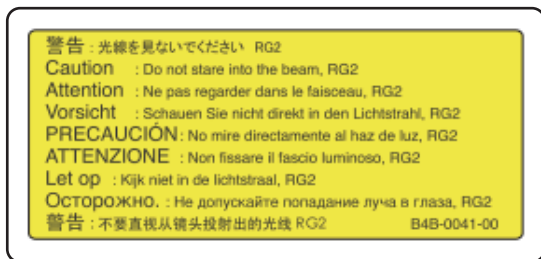 警告 : 光線を見ないでください RG2
Caution : Do not stare into the beam, RG2
Attention : Ne pas regarder dans le faisceau, RG2
Vorsicht : Schauen Sie nicht direkt in den Lichtstrahl, RG2
PRECAUCIÓN : No mire directamente al haz de luz, RG2
ATTENZIONE : Non fissare il fascio luminoso, RG2
Let op : Kijk niet in de lichtstraal, RG2
Осторожно. : Не допускайте попадание луча в глаза, RG2
警告 : 不要直视从镜头投射出的光线 RG2 B4B-0041-00